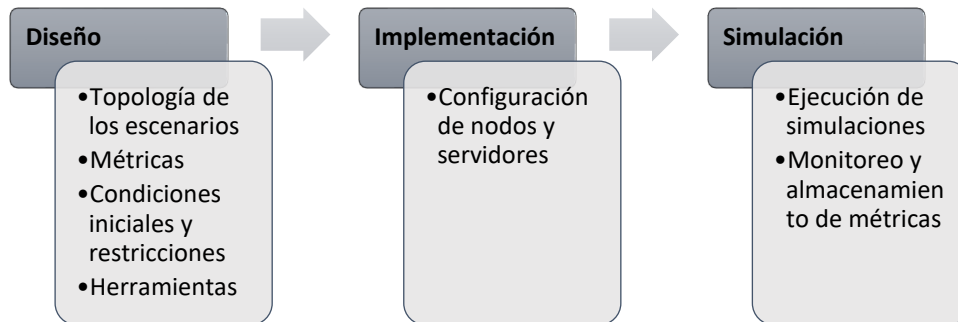 Diseño
•Topología de
los escenarios
•Métricas
•Condiciones
iniciales y
restricciones
•Herramientas
Implementación
•Configuración
de nodos y
servidores
Simulación
•Ejecución de
simulaciones
•Monitoreo y
almacenamien
to de métricas